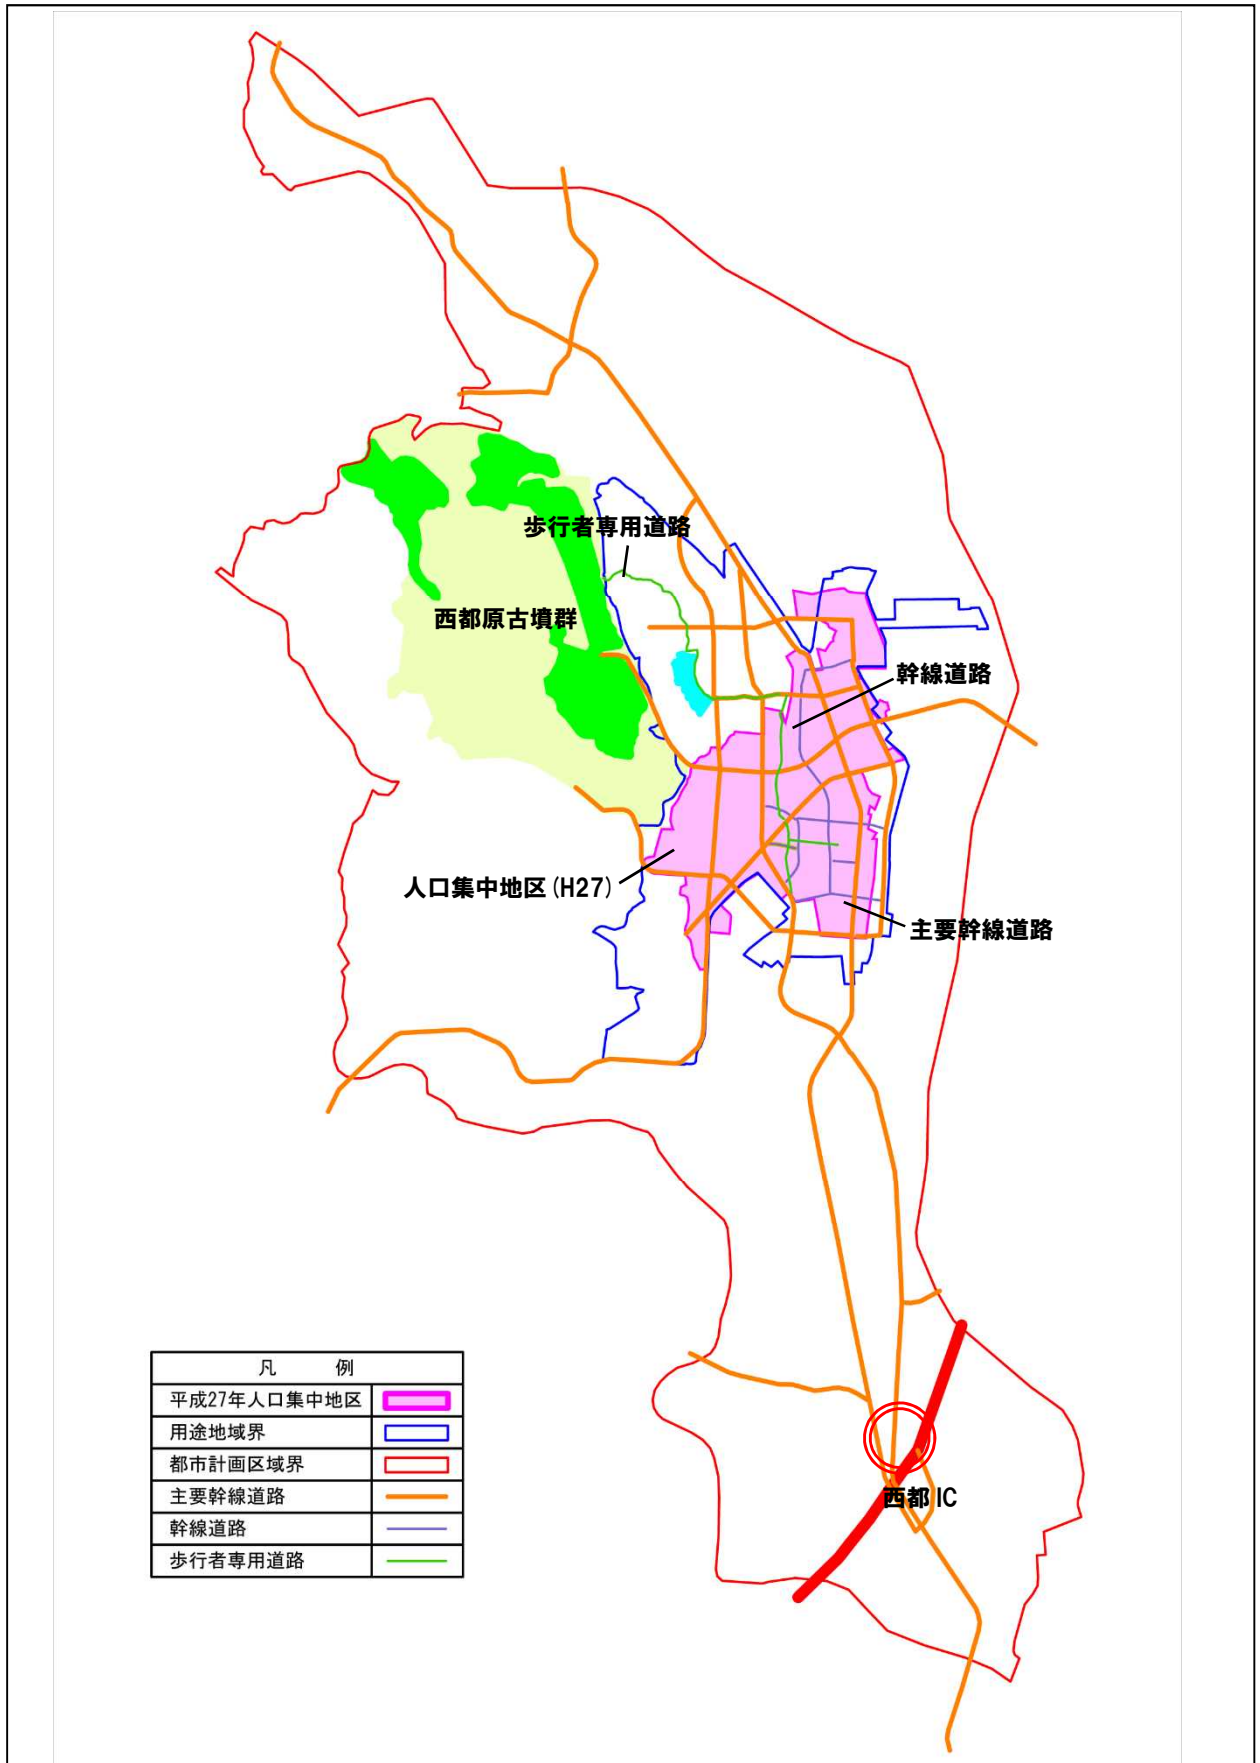 歩行者専用道路
西都原古墳群
幹線道路
人口集中地区(H27)
主要幹線道路
西都IC
凡 例
平成27年人口集中地区
用途地域界
都市計画区域界
主要幹線道路
幹線道路
歩行者専用道路